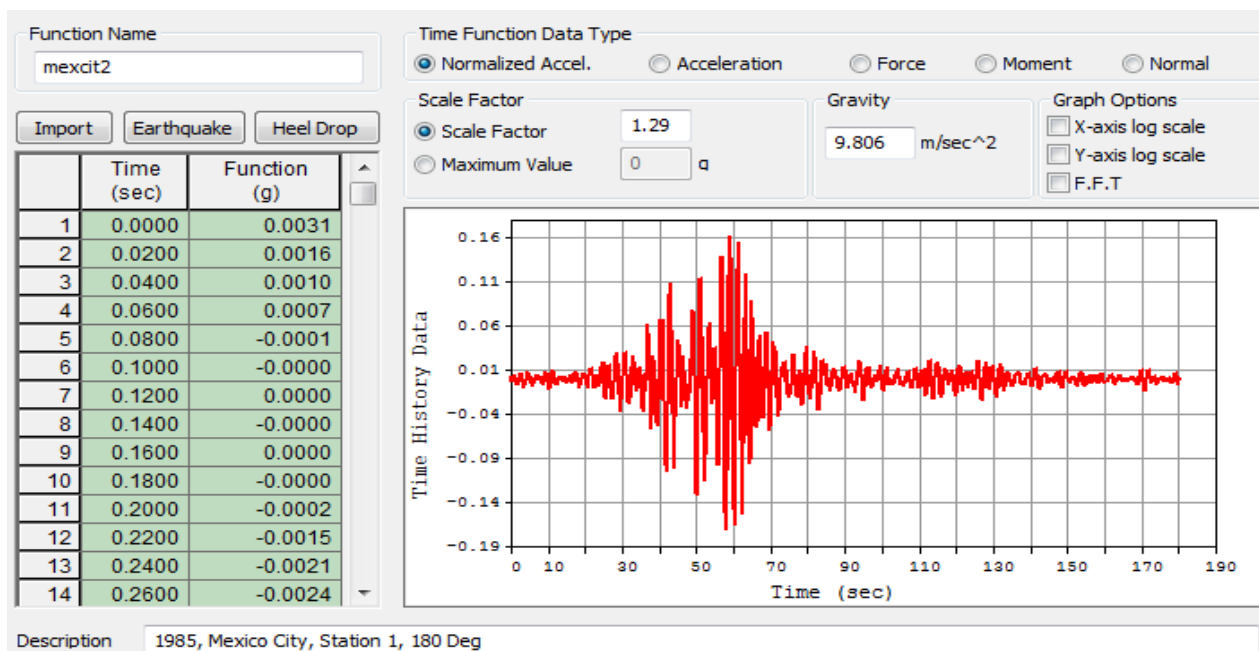 Function Name
mexcit2
Import Earthquake Heel Drop
Time (sec) Function (g)
1 0.0000 0.0031
2 0.0200 0.0016
3 0.0400 0.0010
4 0.0600 0.0007
5 0.0800 -0.0001
6 0.1000 -0.0000
7 0.1200 0.0000
8 0.1400 -0.0000
9 0.1600 0.0000
10 0.1800 -0.0000
11 0.2000 -0.0002
12 0.2200 -0.0015
13 0.2400 -0.0021
14 0.2600 -0.0024
Time Function Data Type
Normalized Accel. Acceleration Force Moment Normal
Scale Factor
Scale Factor 1.29
Maximum Value 0 g
Gravity
9.806 m/sec^2
Graph Options
X-axis log scale
Y-axis log scale
F.F.T
Time History Data
0.16
0.11
0.06
0.01
-0.04
-0.09
-0.14
-0.19
0 10 30 50 70 90 110 130 150 170 190
Time (sec)
Description 1985, Mexico City, Station 1, 180 Deg